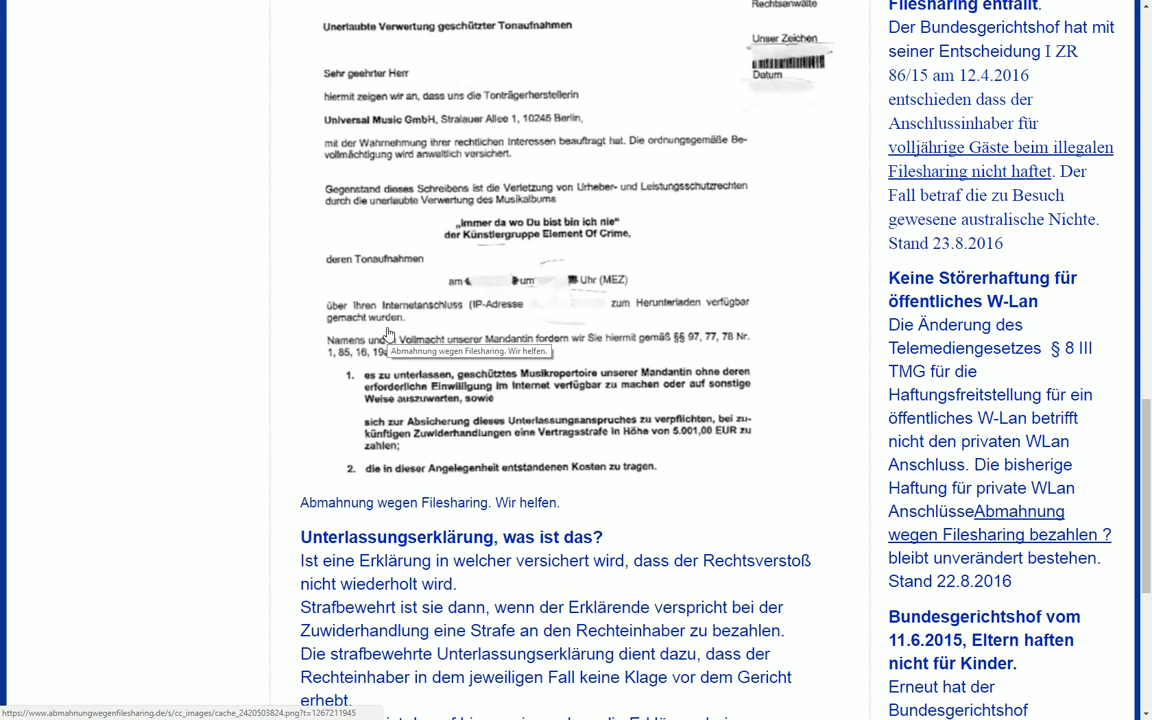 Rechtsanwälte
Unerlaubte Verwertung geschützter Tonaufnahmen
Unser Zeichen
Datum
Sehr geehrter Herr
hiermit zeigen wir an, dass uns die Tonträgerherstellerin
Universal Music GmbH, Stralauer Allee 1, 10245 Berlin,
mit der Wahrnehmung ihrer rechtlichen Interessen beauftragt hat. Die ordnungsgemäße Be-
vollmächtigung wird anwaltlich versichert.
Gegenstand dieses Schreibens ist die Verletzung von Urheber- und Leistungsschutzrechten
durch die unerlaubte Verwertung des Musikalbums
„Immer da wo Du bist bin ich nie"
der Künstlergruppe Element Of Crime,
deren Tonaufnahmen
am um Uhr (MEZ)
über Ihren Internetanschluss (IP-Adresse zum Herunterladen verfügbar
gemacht wurden.
Namens und Vollmacht unserer Mandantin fordern wir Sie hiermit gemäß §§ 97, 77, 78 Nr.
1, 85, 16, 19a
Abmahnung wegen Filesharing. Wir helfen.
1. es zu unterlassen, geschütztes Musikrepertoire unserer Mandantin ohne deren
erforderliche Einwilligung im Internet verfügbar zu machen oder auf sonstige
Weise auszuwerten, sowie
sich zur Absicherung dieses Unterlassungsanspruches zu verpflichten, bei zu-
künftigen Zuwiderhandlungen eine Vertragsstrafe in Höhe von 5.001,00 EUR zu
zahlen;
2. die in dieser Angelegenheit entstandenen Kosten zu tragen.
Abmahnung wegen Filesharing. Wir helfen.
Unterlassungserklärung, was ist das?
Ist eine Erklärung in welcher versichert wird, dass der Rechtsverstoß
nicht wiederholt wird.
Strafbewehrt ist sie dann, wenn der Erklärende verspricht bei der
Zuwiderhandlung eine Strafe an den Rechteinhaber zu bezahlen.
Die strafbewehrte Unterlassungserklärung dient dazu, dass der
Rechteinhaber in dem jeweiligen Fall keine Klage vor dem Gericht
erhebt.
https://www.abmahnungwegenfilesharing.de/s/cc_images/cache_2420503824.png?t=1267211945
Filesharing entfällt.
Der Bundesgerichtshof hat mit
seiner Entscheidung I ZR
86/15 am 12.4.2016
entschieden dass der
Anschlussinhaber für
volljährige Gäste beim illegalen
Filesharing nicht haftet. Der
Fall betraf die zu Besuch
gewesene australische Nichte.
Stand 23.8.2016
Keine Störerhaftung für
öffentliches W-Lan
Die Änderung des
Telemediengesetzes § 8 III
TMG für die
Haftungsfreitstellung für ein
öffentliches W-Lan betrifft
nicht den privaten WLan
Anschluss. Die bisherige
Haftung für private WLan
AnschlüsseAbmahnung
wegen Filesharing bezahlen ?
bleibt unverändert bestehen.
Stand 22.8.2016
Bundesgerichtshof vom
11.6.2015, Eltern haften
nicht für Kinder.
Erneut hat der
Bundesgerichtshof